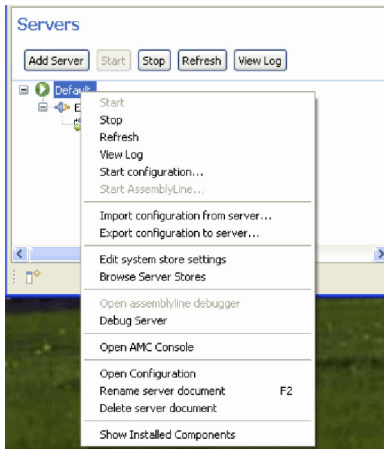 Servers
Add Server Start Stop Refresh View Log
Default
E
Start
Stop
Refresh
View Log
Start configuration...
Start AssemblyLine...
Import configuration from server...
Export configuration to server...
Edit system store settings
Browse Server Stores
Open assemblyline debugger
Debug Server
Open AMC Console
Open Configuration
Rename server document F2
Delete server document
Show Installed Components